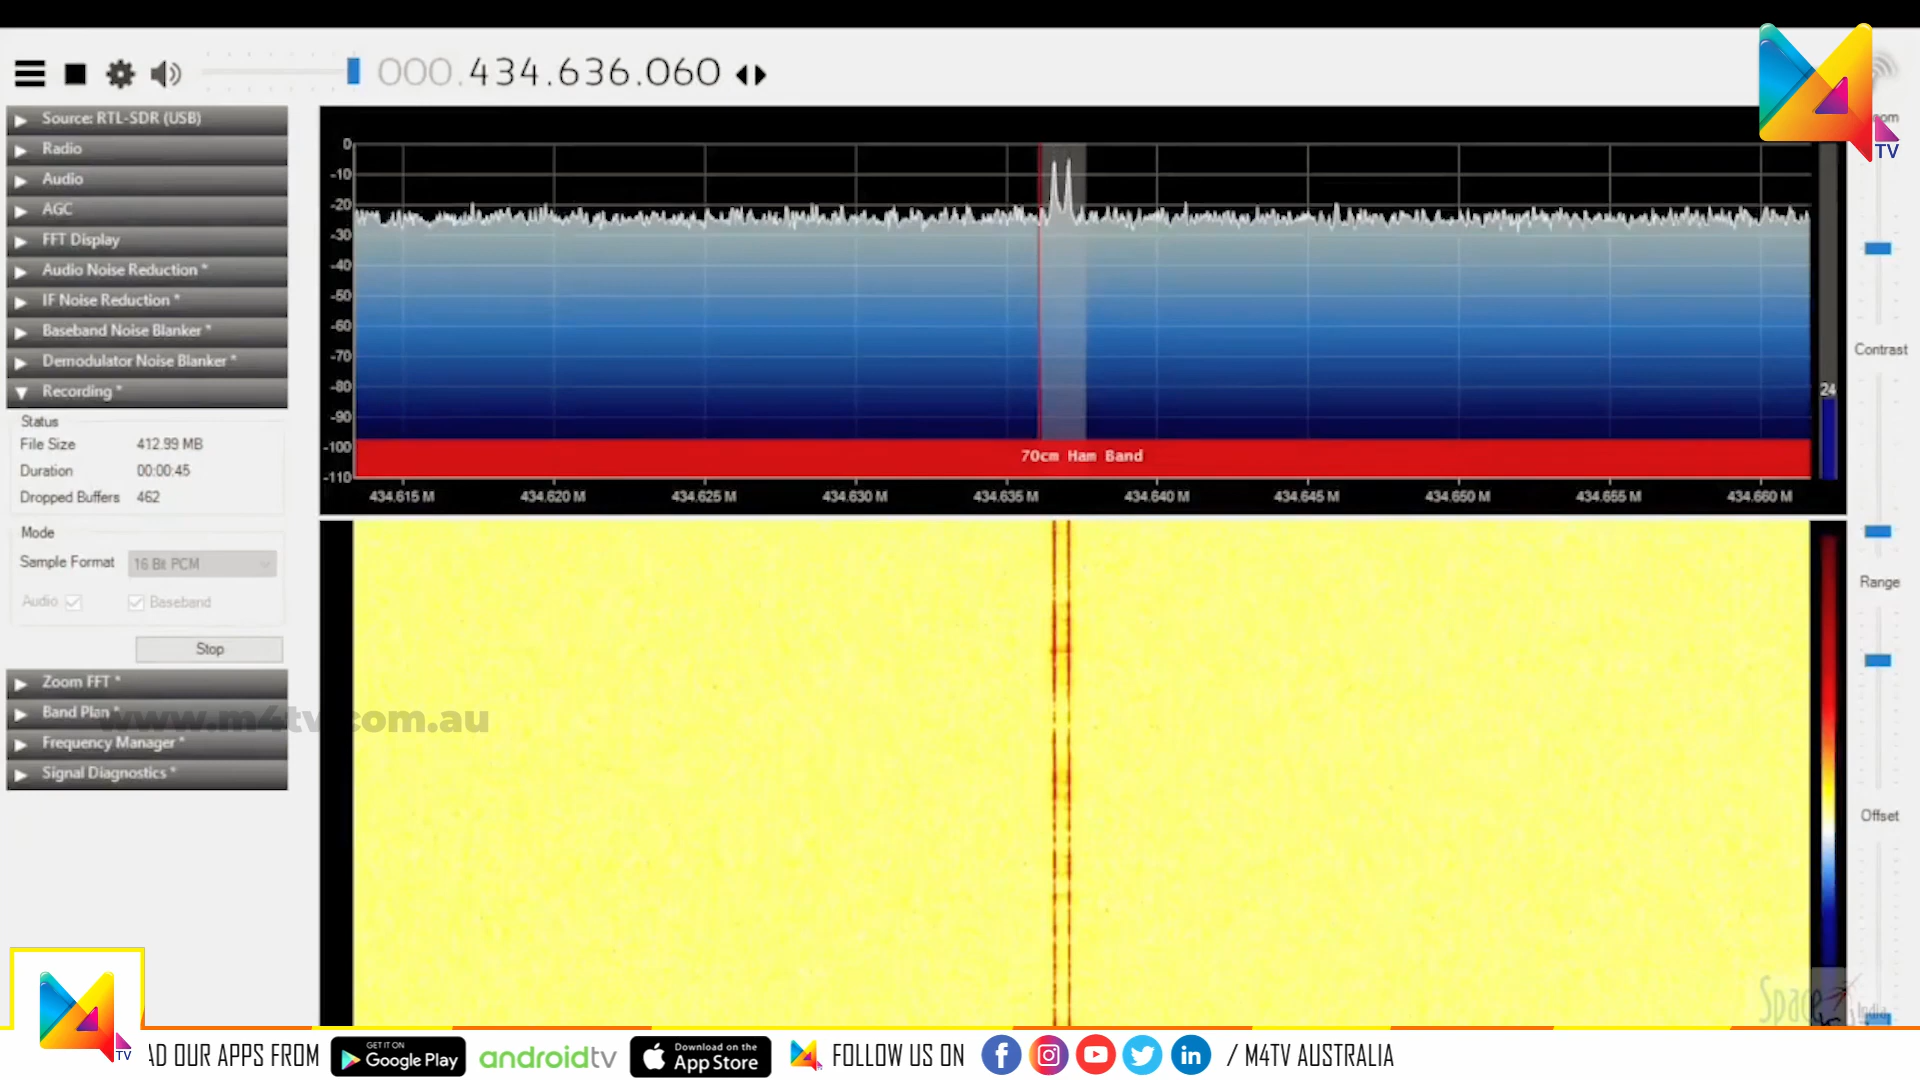 000.434.636.060
Source: RTL-SDR (USB)
Radio
Audio
AGC
FFT Display
Audio Noise Reduction *
IF Noise Reduction *
Baseband Noise Blanker *
Demodulator Noise Blanker *
Recording *
Status
File Size 412.99 MB
Duration 00:00:45
Dropped Buffers 462
Mode
Sample Format 16 Bit PCM
Audio Baseband
Stop
Zoom FFT *
Band Plan *
Frequency Manager *
Signal Diagnostics *
www.m4tv.com.au
0
-10
-20
-30
-40
-50
-60
-70
-80
-90
-100
-110
70cm Ham Band
434.615 M 434.620 M 434.625 M 434.630 M 434.635 M 434.640 M 434.645 M 434.650 M 434.655 M 434.660 M
24
TV
Contrast
Range
Offset
Space
India
TV
AD OUR APPS FROM
GET IT ON
Google Play
androidtv
Download on the
App Store
FOLLOW US ON
/ M4TV AUSTRALIA